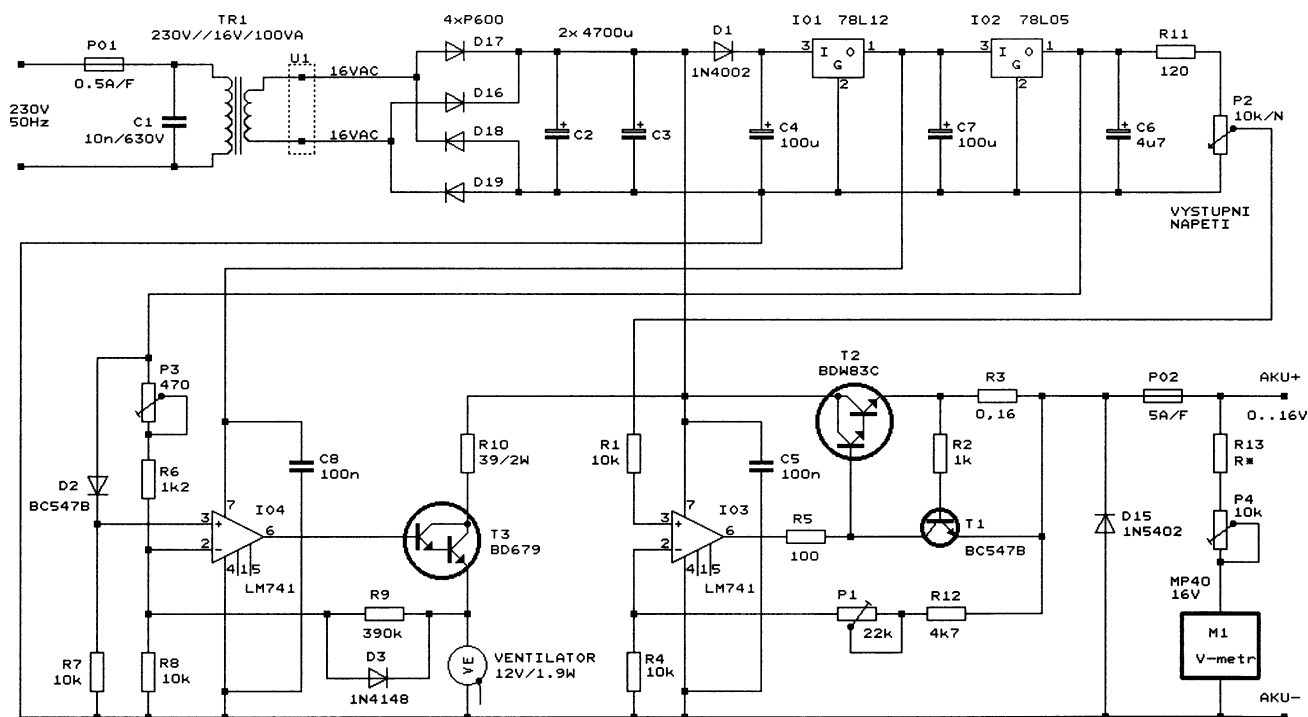 TR1
230V//16V/100VA
4xP600
2x 4700u
IO1 78L12
IO2 78L05
PO1
0.5A/F
U1
16VAC
16VAC
D17
D16
D18
D19
D1
1N4002
3
I
O
G
1
2
3
I
O
G
1
2
R11
120
230V
50Hz
C1
10n/630V
+
C2
+
C3
+
C4
100u
+
C7
100u
+
C6
4u7
P2
10k/N
VYSTUPNI
NAPETI
P3
470
T2
BDW83C
R3
0,16
PO2
5A/F
AKU+
0..16V
D2
BC547B
R6
1k2
C8
100n
R10
39/2W
R1
10k
C5
100n
R2
1k
R13
R*
P4
10k
7
IO4
3
+
2
-
6
4
1
5
LM741
T3
BD679
7
IO3
3
+
2
-
6
4
1
5
LM741
R5
100
T1
BC547B
D15
1N5402
MP40
16V
R9
390k
D3
1N4148
P1
22k
R12
4k7
R7
10k
R8
10k
VE
VENTILATOR
12V/1.9W
R4
10k
M1
V-metr
AKU-